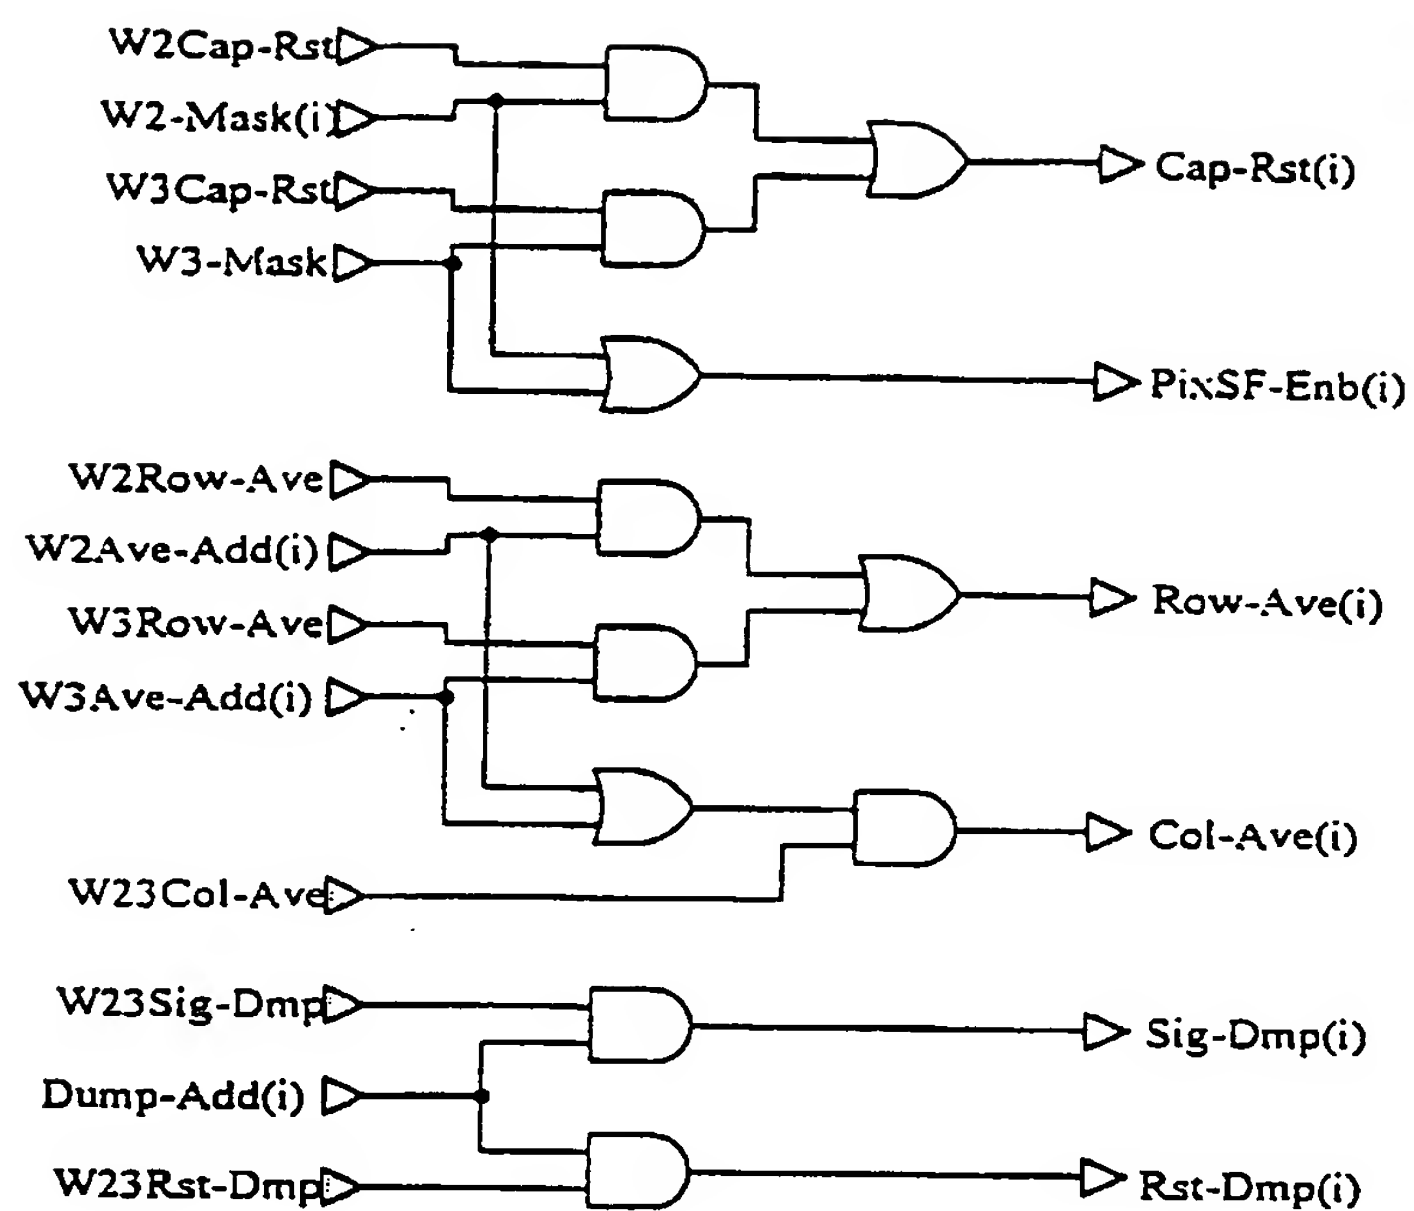 W2Cap-Rst
W2-Mask(i)
Cap-Rst(i)
W3Cap-Rst
W3-Mask
PixSF-Enb(i)
W2Row-Ave
W2Ave-Add(i)
Row-Ave(i)
W3Row-Ave
W3Ave-Add(i)
Col-Ave(i)
W23Col-Ave
W23Sig-Dmp
Sig-Dmp(i)
Dump-Add(i)
W23Rst-Dmp
Rst-Dmp(i)